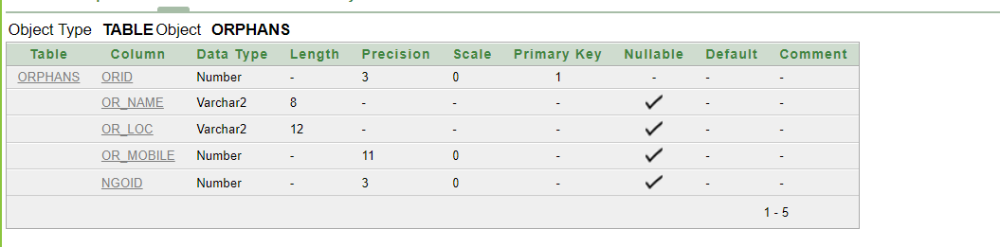 Object Type TABLE Object ORPHANS
Table Column Data Type Length Precision Scale Primary Key Nullable Default Comment
ORPHANS ORID Number - 3 0 1 - - -
OR_NAME Varchar2 8 - - - ✓ - -
OR_LOC Varchar2 12 - - - ✓ - -
OR_MOBILE Number - 11 0 - ✓ - -
NGOID Number - 3 0 - ✓ - -
1 - 5